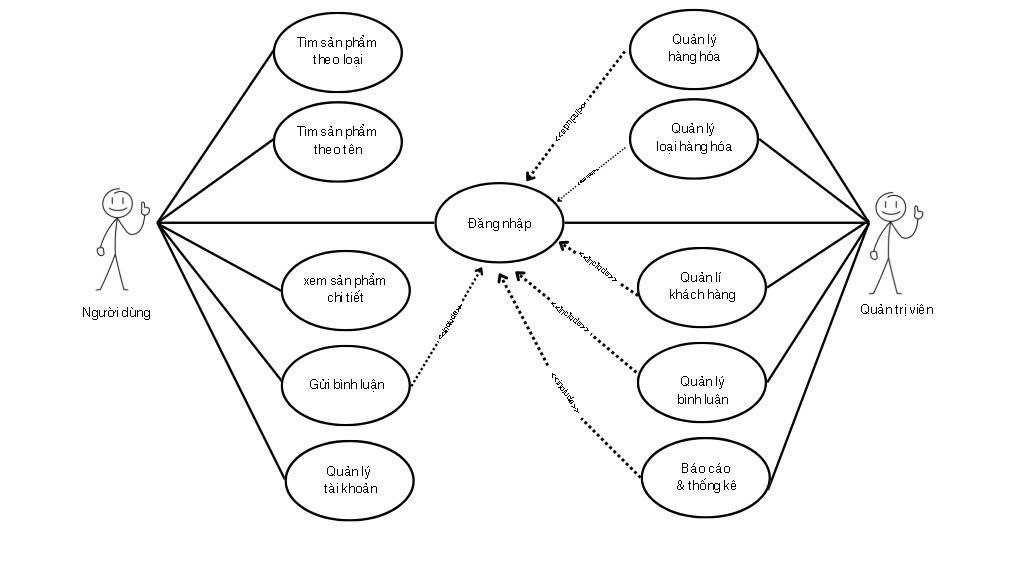 Tìm sản phẩm
theo loại
Quản lý
hàng hóa
Tìm sản phẩm
theo tên
Quản lý
loại hàng hóa
<<include>>
Đăng nhập
xem sản phẩm
chi tiết
<<include>>
Quản lí
khách hàng
Người dùng
Quản trị viên
<<include>>
<<include>>
Gửi bình luận
Quản lý
bình luận
<<include>>
Quản lý
tài khoản
Báo cáo
& thống kê